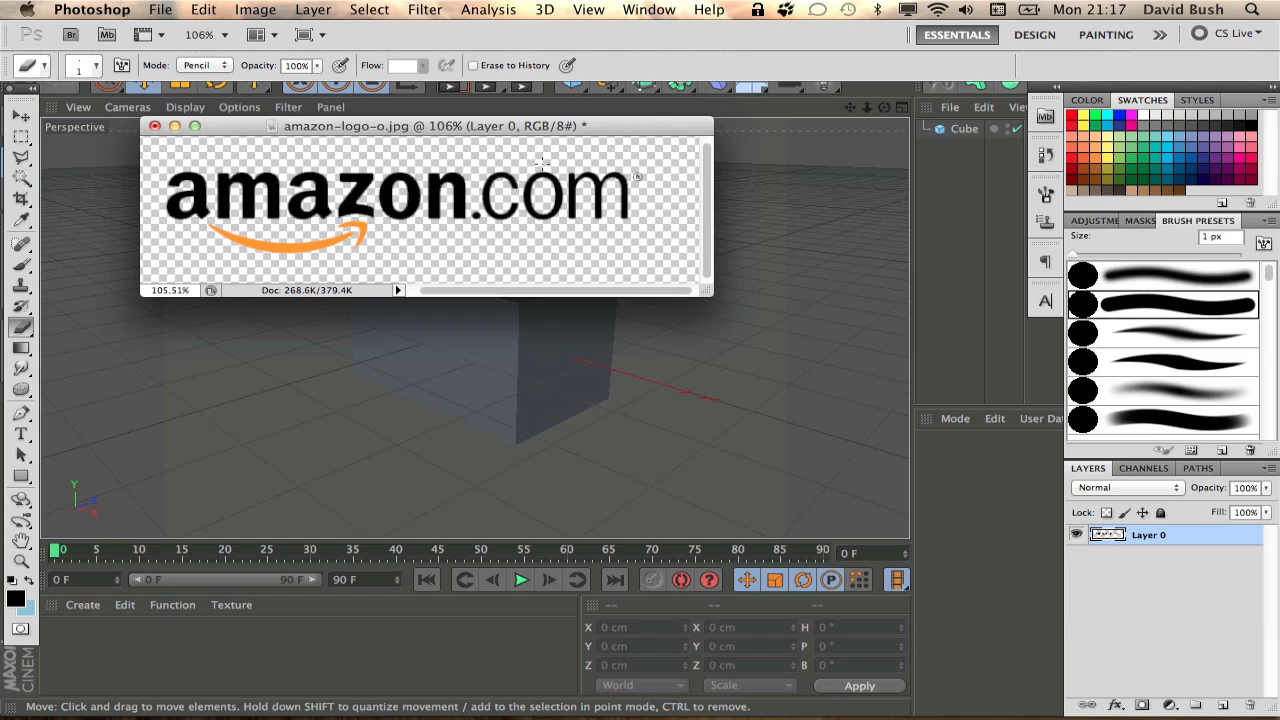 Photoshop File Edit Image Layer Select Filter Analysis 3D View Window Help Mon 21:17 David Bush
Ps Br Mb 106% ESSENTIALS DESIGN PAINTING CS Live
1 Mode: Pencil Opacity: 100% Flow: Erase to History
View Cameras Display Options Filter Panel
File Edit Vie
Perspective
amazon-logo-o.jpg @ 106% (Layer 0, RGB/8#) *
amazon.com®
105.51% Doc: 268.6K/379.4K
Cube
Mb
COLOR SWATCHES STYLES
ADJUSTME MASKS BRUSH PRESETS
Size: 1 px
A
Mode Edit User Da
LAYERS CHANNELS PATHS
Normal Opacity: 100%
Lock: Fill: 100%
Layer 0
Y
Z
X
0 5 10 15 20 25 30 35 40 45 50 55 60 65 70 75 80 85 90 0 F
0 F 0 F 90 F 90 F
Create Edit Function Texture
-- -- --
X 0 cm X 0 cm H 0 °
Y 0 cm Y 0 cm P 0 °
Z 0 cm Z 0 cm B 0 °
World Scale Apply
MAXON
CINEM
Move: Click and drag to move elements. Hold down SHIFT to quantize movement / add to the selection in point mode, CTRL to remove.